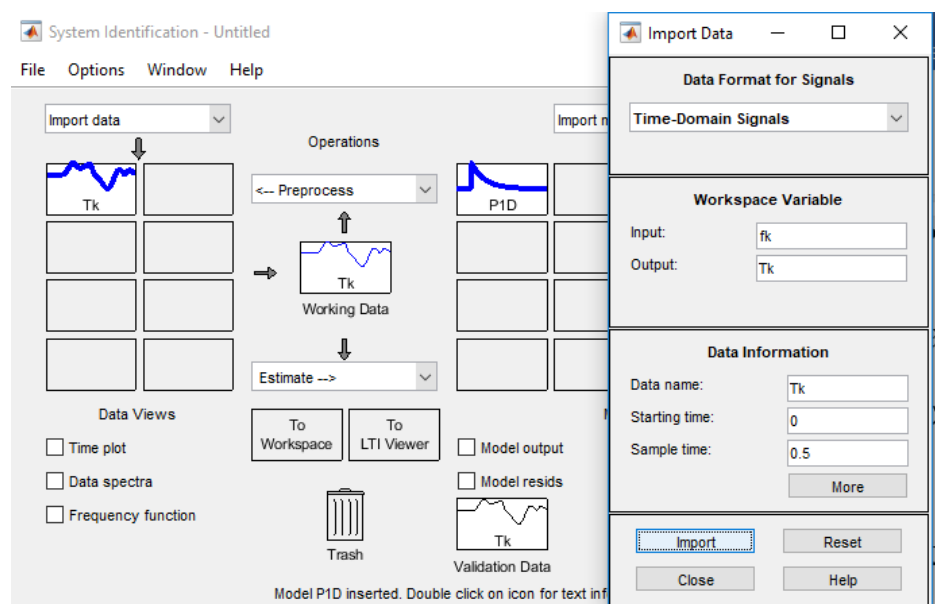 System Identification - Untitled
File Options Window Help
Import data
Operations
Import m
Tk
<-- Preprocess
P1D
Tk
Working Data
Estimate -->
Data Views
To Workspace
To LTI Viewer
Time plot
Data spectra
Frequency function
Model output
Model resids
Trash
Tk
Validation Data
Model P1D inserted. Double click on icon for text inf
Import Data
Data Format for Signals
Time-Domain Signals
Workspace Variable
Input: fk
Output: Tk
Data Information
Data name: Tk
Starting time: 0
Sample time: 0.5
More
Import Reset
Close Help